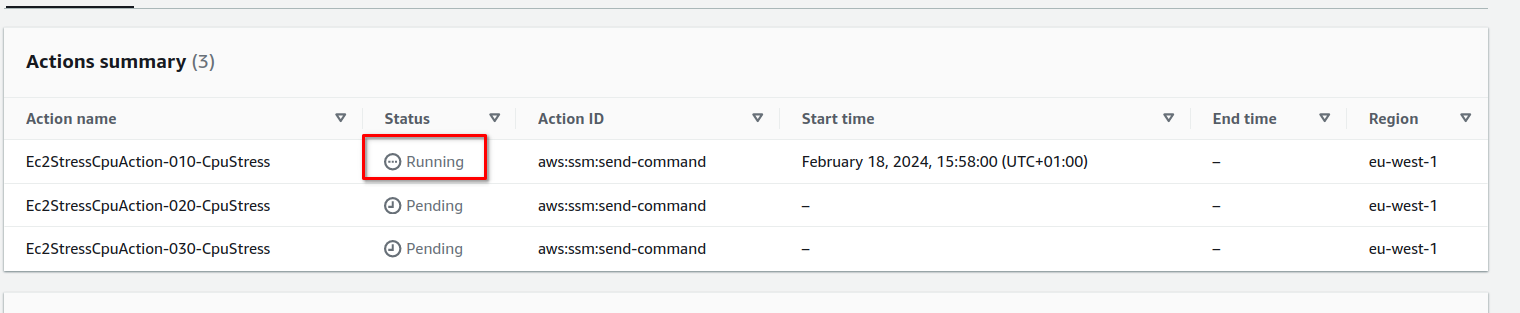 Actions summary (3)
Action name Status Action ID Start time End time Region
Ec2StressCpuAction-010-CpuStress Running aws:ssm:send-command February 18, 2024, 15:58:00 (UTC+01:00) – eu-west-1
Ec2StressCpuAction-020-CpuStress Pending aws:ssm:send-command – – eu-west-1
Ec2StressCpuAction-030-CpuStress Pending aws:ssm:send-command – – eu-west-1